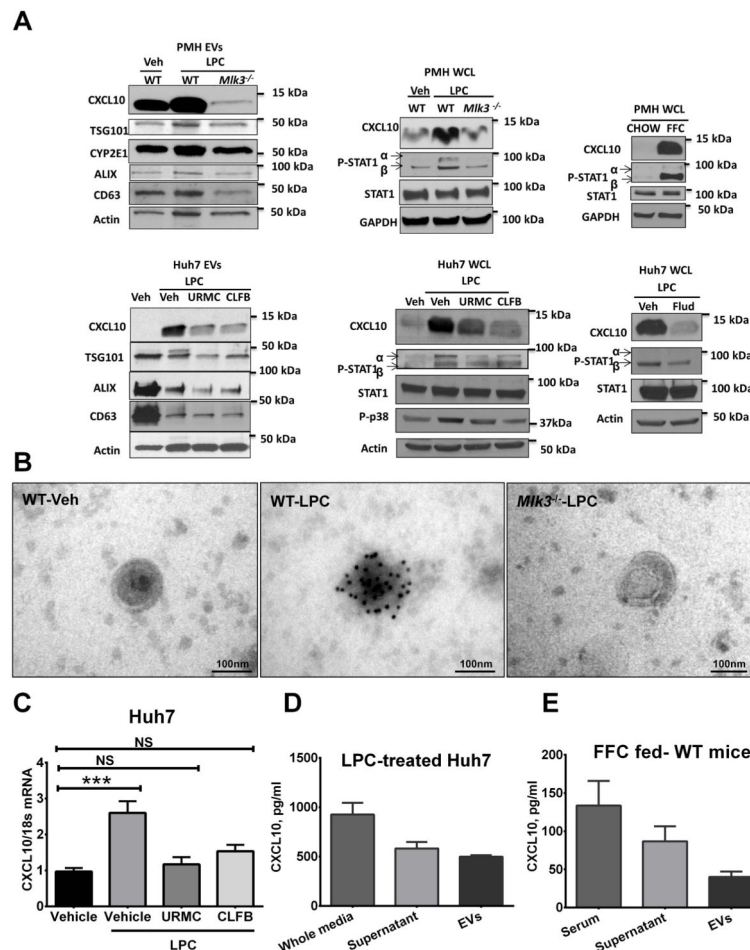 A
PMH EVs
Veh LPC
WT WT Mlk3-/-
CXCL10 15 kDa
TSG101 50 kDa
CYP2E1 50 kDa
ALIX 100 kDa
CD63 50 kDa
Actin 50 kDa
PMH WCL
Veh LPC
WT WT Mlk3 -/-
CXCL10 15 kDa
P-STAT1 α β 100 kDa
STAT1 100 kDa
GAPDH 100 kDa
PMH WCL
CHOW FFC
CXCL10 15 kDa
P-STAT1 α β 100 kDa
STAT1 100 kDa
GAPDH 50 kDa
Huh7 EVs
LPC
Veh Veh URMC CLFB
CXCL10 15 kDa
TSG101 50 kDa
ALIX 100 kDa
CD63 50 kDa
Actin 50 kDa
Huh7 WCL
LPC
Veh Veh URMC CLFB
CXCL10 15 kDa
P-STAT1 α β 100 kDa
STAT1 100 kDa
P-p38 37kDa
Actin 50 kDa
Huh7 WCL
LPC
Veh Flud
CXCL10 15 kDa
P-STAT1 α β 100 kDa
STAT1 100 kDa
Actin 50 kDa
B
WT-Veh
100nm
WT-LPC
100nm
Mlk3-/--LPC
100nm
C
Huh7
NS
NS
***
CXCL10/18s mRNA
4
3
2
1
0
Vehicle Vehicle URMC CLFB
LPC
D
LPC-treated Huh7
CXCL10, pg/ml
1500
1000
500
0
Whole media Supernatant EVs
E
FFC fed- WT mice
CXCL10, pg/ml
200
150
100
50
0
Serum Supernatant EVs